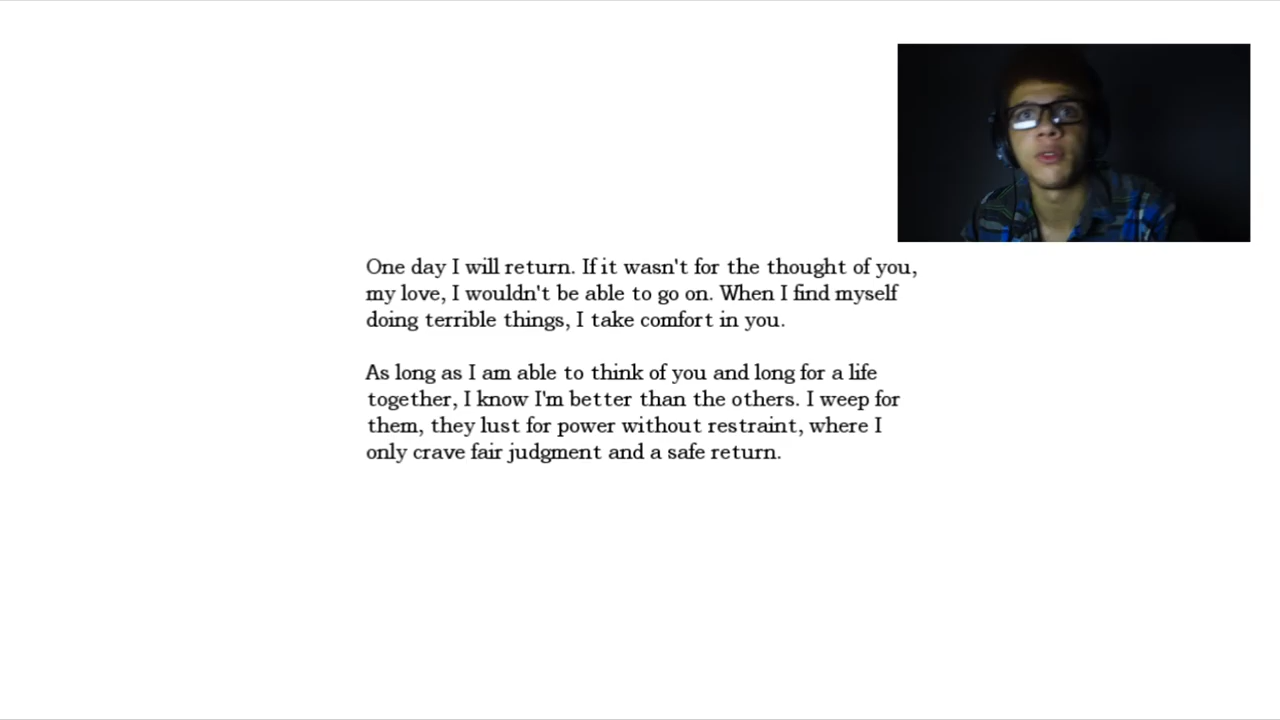 One day I will return. If it wasn't for the thought of you,
my love, I wouldn't be able to go on. When I find myself
doing terrible things, I take comfort in you.
As long as I am able to think of you and long for a life
together, I know I'm better than the others. I weep for
them, they lust for power without restraint, where I
only crave fair judgment and a safe return.